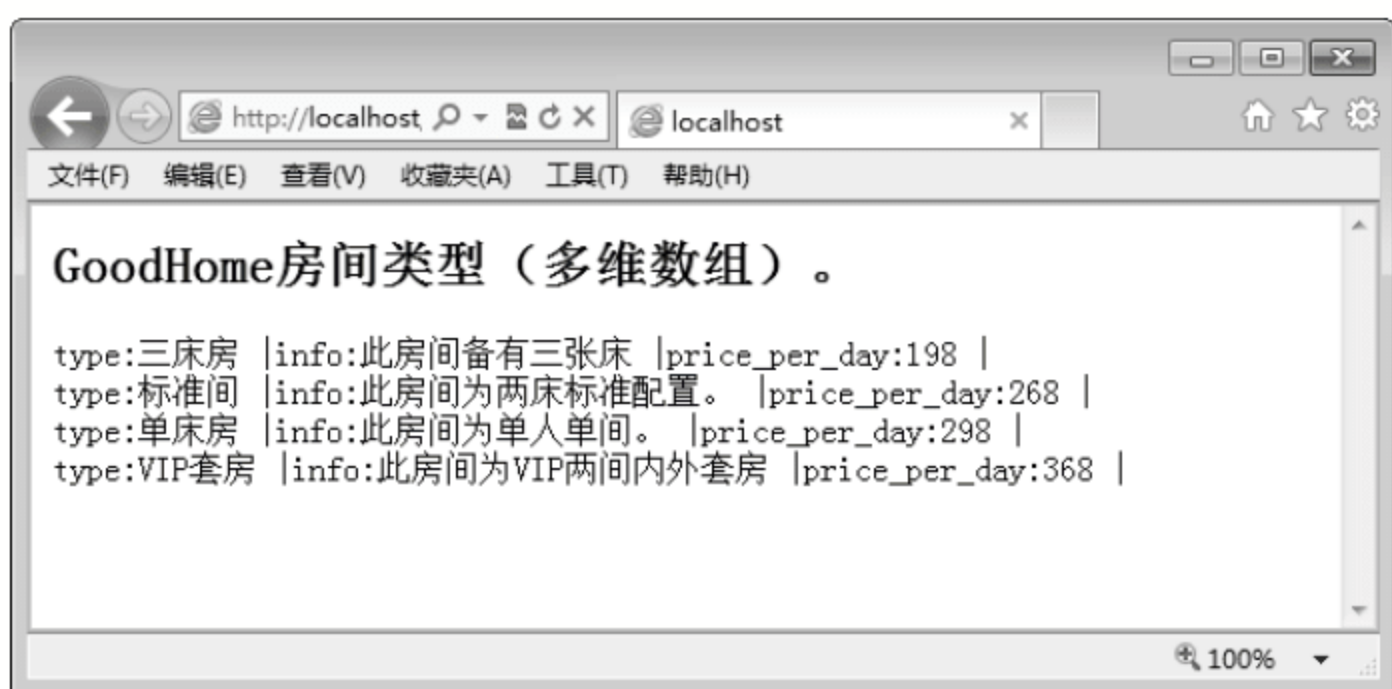 http://localhost
localhost
文件(F) 编辑(E) 查看(V) 收藏夹(A) 工具(T) 帮助(H)
GoodHome房间类型（多维数组）。
type:三床房 |info:此房间备有三张床 |price_per_day:198 |
type:标准间 |info:此房间为两床标准配置。 |price_per_day:268 |
type:单床房 |info:此房间为单人单间。 |price_per_day:298 |
type:VIP套房 |info:此房间为VIP两间内外套房 |price_per_day:368 |
100%